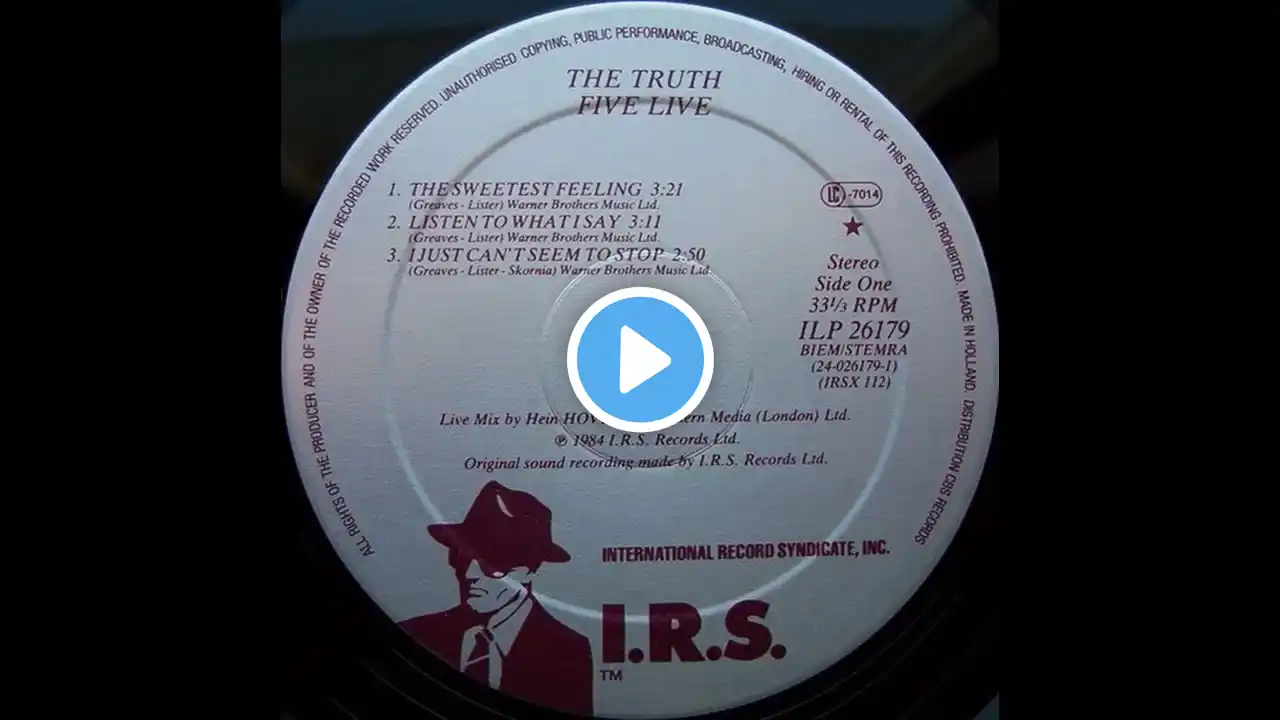 ALL RIGHTS OF THE PRODUCER AND OF THE OWNER OF THE RECORDED WORK RESERVED. UNAUTHORISED COPYING, PUBLIC PERFORMANCE, BROADCASTING, HIRING OR RENTAL OF THIS RECORDING PROHIBITED. MADE IN HOLLAND. DISTRIBUTION CBS RECORDS
THE TRUTH
FIVE LIVE
1. THE SWEETEST FEELING 3:21
(Greaves - Lister) Warner Brothers Music Ltd.
2. LISTEN TO WHAT I SAY 3:11
(Greaves - Lister) Warner Brothers Music Ltd.
3. I JUST CAN'T SEEM TO STOP 2:50
(Greaves - Lister - Skornia) Warner Brothers Music Ltd.
LC -7014
Stereo
Side One
33⅓ RPM
ILP 26179
BIEM/STEMRA
(24-026179-1)
(IRSX 112)
Live Mix by Hein Media (London) Ltd.
℗ 1984 I.R.S. Records Ltd.
Original sound recording made by I.R.S. Records Ltd.
INTERNATIONAL RECORD SYNDICATE, INC.
I.R.S.
TM